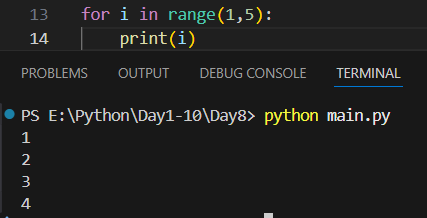 13 for i in range(1,5):
14     print(i)
PROBLEMS OUTPUT DEBUG CONSOLE TERMINAL
PS E:\Python\Day1-10\Day8> python main.py
1
2
3
4